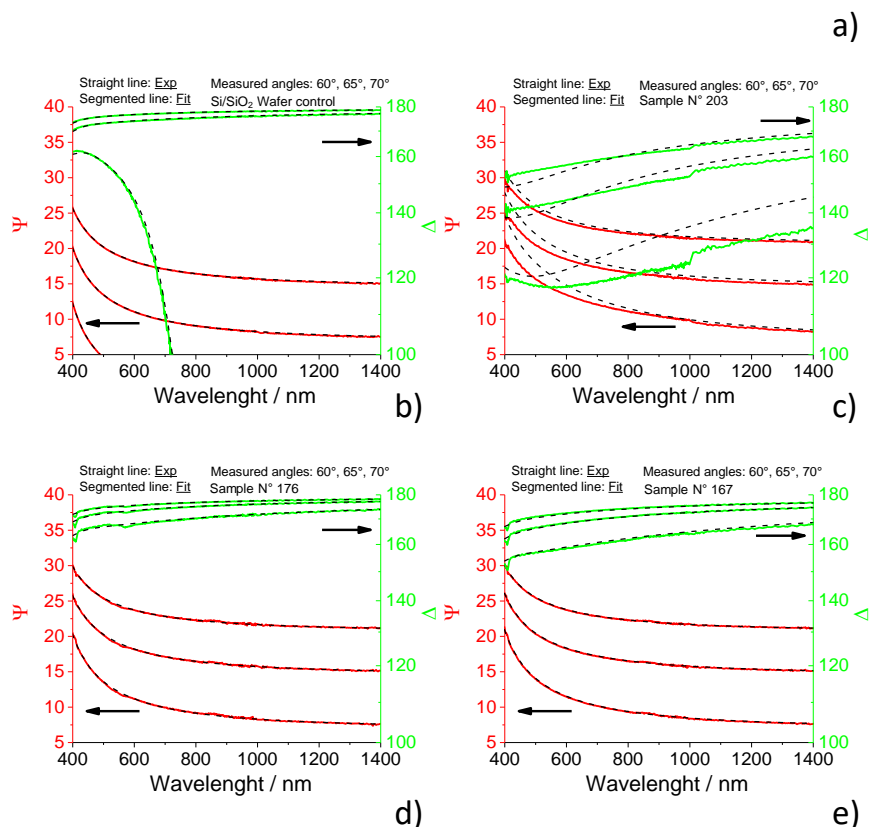 a)
Straight line: Exp Measured angles: 60°, 65°, 70°
Segmented line: Fit Si/SiO2 Wafer control
40
35
30
25
20
15
10
5
Ψ
180
160
140
120
100
Δ
400 600 800 1000 1200 1400
Wavelenght / nm
b)
Straight line: Exp Measured angles: 60°, 65°, 70°
Segmented line: Fit Sample N° 203
40
35
30
25
20
15
10
5
Ψ
180
160
140
120
100
Δ
400 600 800 1000 1200 1400
Wavelenght / nm
c)
Straight line: Exp Measured angles: 60°, 65°, 70°
Segmented line: Fit Sample N° 176
40
35
30
25
20
15
10
5
Ψ
180
160
140
120
100
Δ
400 600 800 1000 1200 1400
Wavelenght / nm
d)
Straight line: Exp Measured angles: 60°, 65°, 70°
Segmented line: Fit Sample N° 167
40
35
30
25
20
15
10
5
Ψ
180
160
140
120
100
Δ
400 600 800 1000 1200 1400
Wavelenght / nm
e)